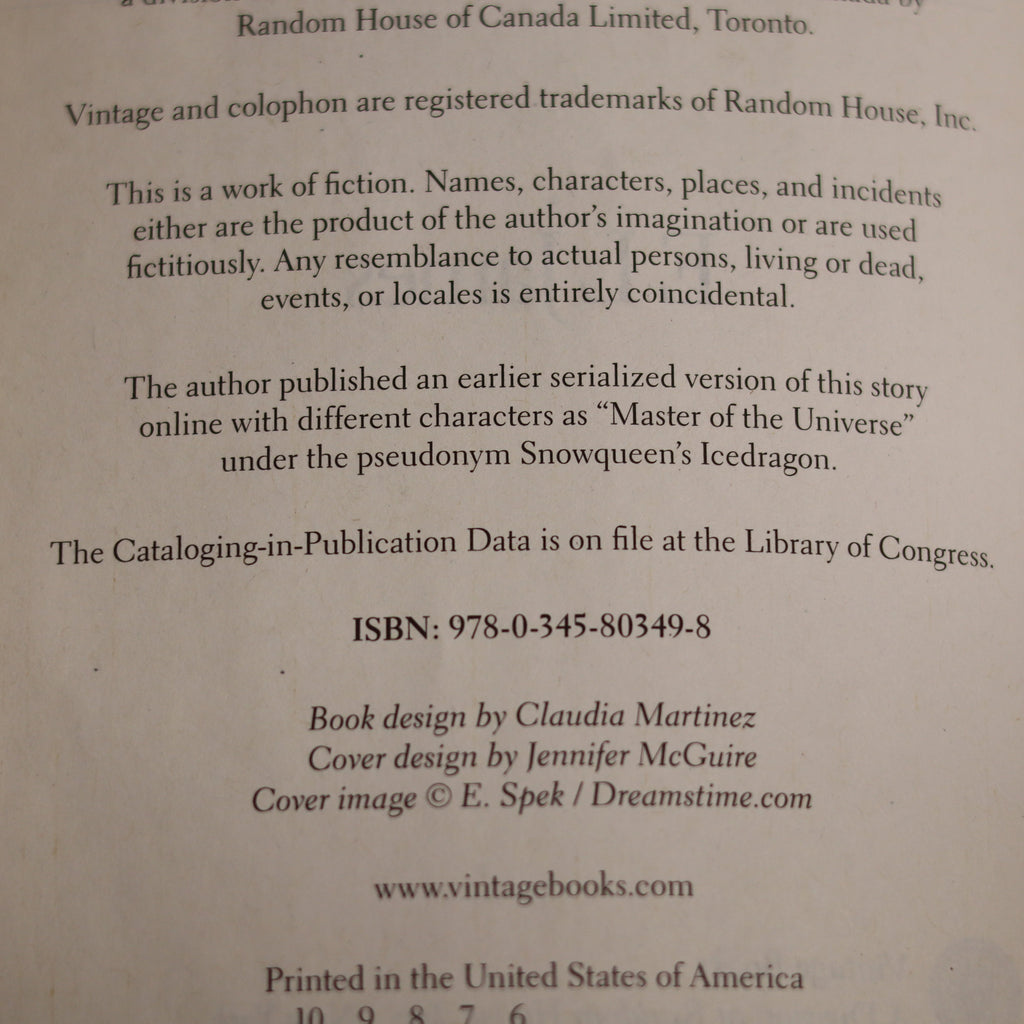 Random House of Canada Limited, Toronto.
Vintage and colophon are registered trademarks of Random House, Inc.
This is a work of fiction. Names, characters, places, and incidents
either are the product of the author's imagination or are used
fictitiously. Any resemblance to actual persons, living or dead,
events, or locales is entirely coincidental.
The author published an earlier serialized version of this story
online with different characters as “Master of the Universe”
under the pseudonym Snowqueen's Icedragon.
The Cataloging-in-Publication Data is on file at the Library of Congress.
ISBN: 978-0-345-80349-8
Book design by Claudia Martinez
Cover design by Jennifer McGuire
Cover image © E. Spek / Dreamstime.com
www.vintagebooks.com
Printed in the United States of America
10 9 8 7 6